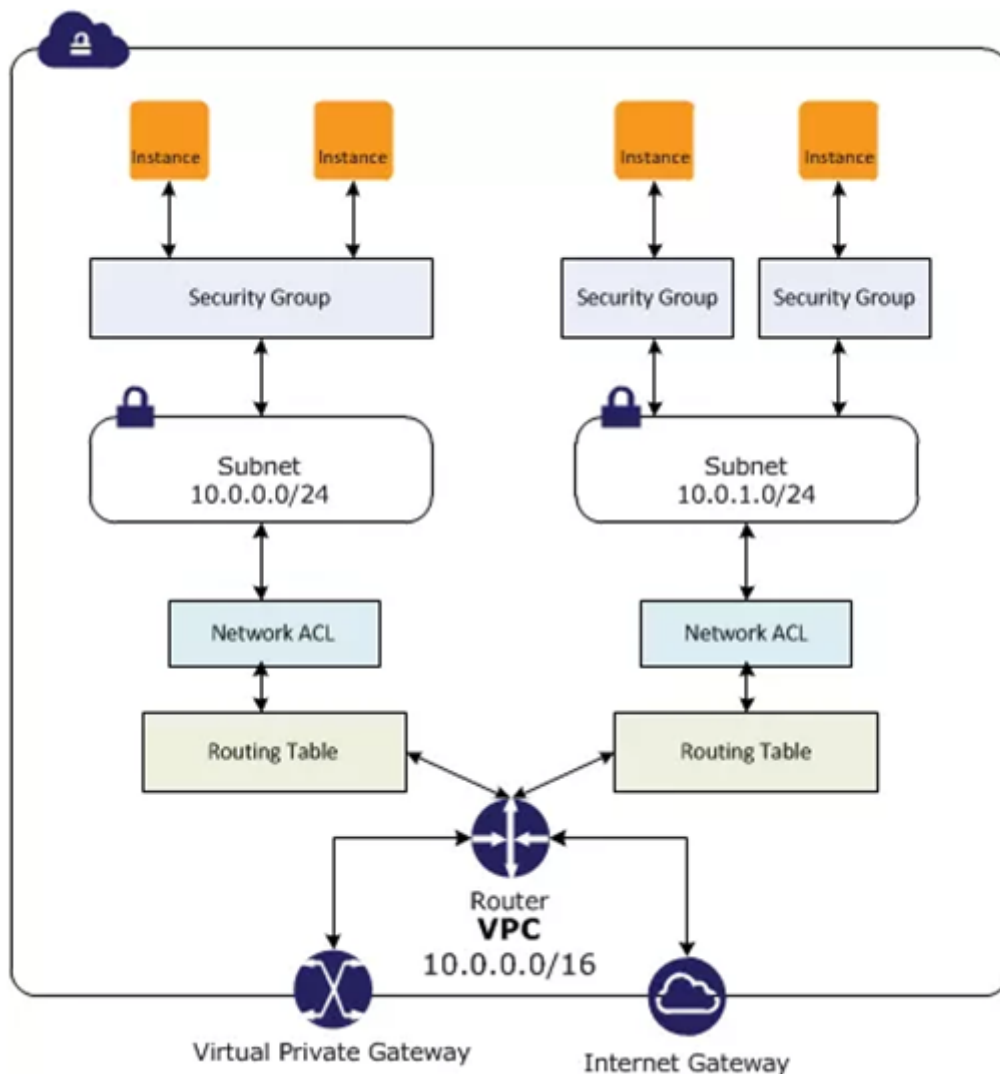 Instance
Instance
Instance
Instance
Security Group
Security Group
Security Group
Subnet
10.0.0.0/24
Subnet
10.0.1.0/24
Network ACL
Network ACL
Routing Table
Routing Table
Router
VPC
10.0.0.0/16
Virtual Private Gateway
Internet Gateway